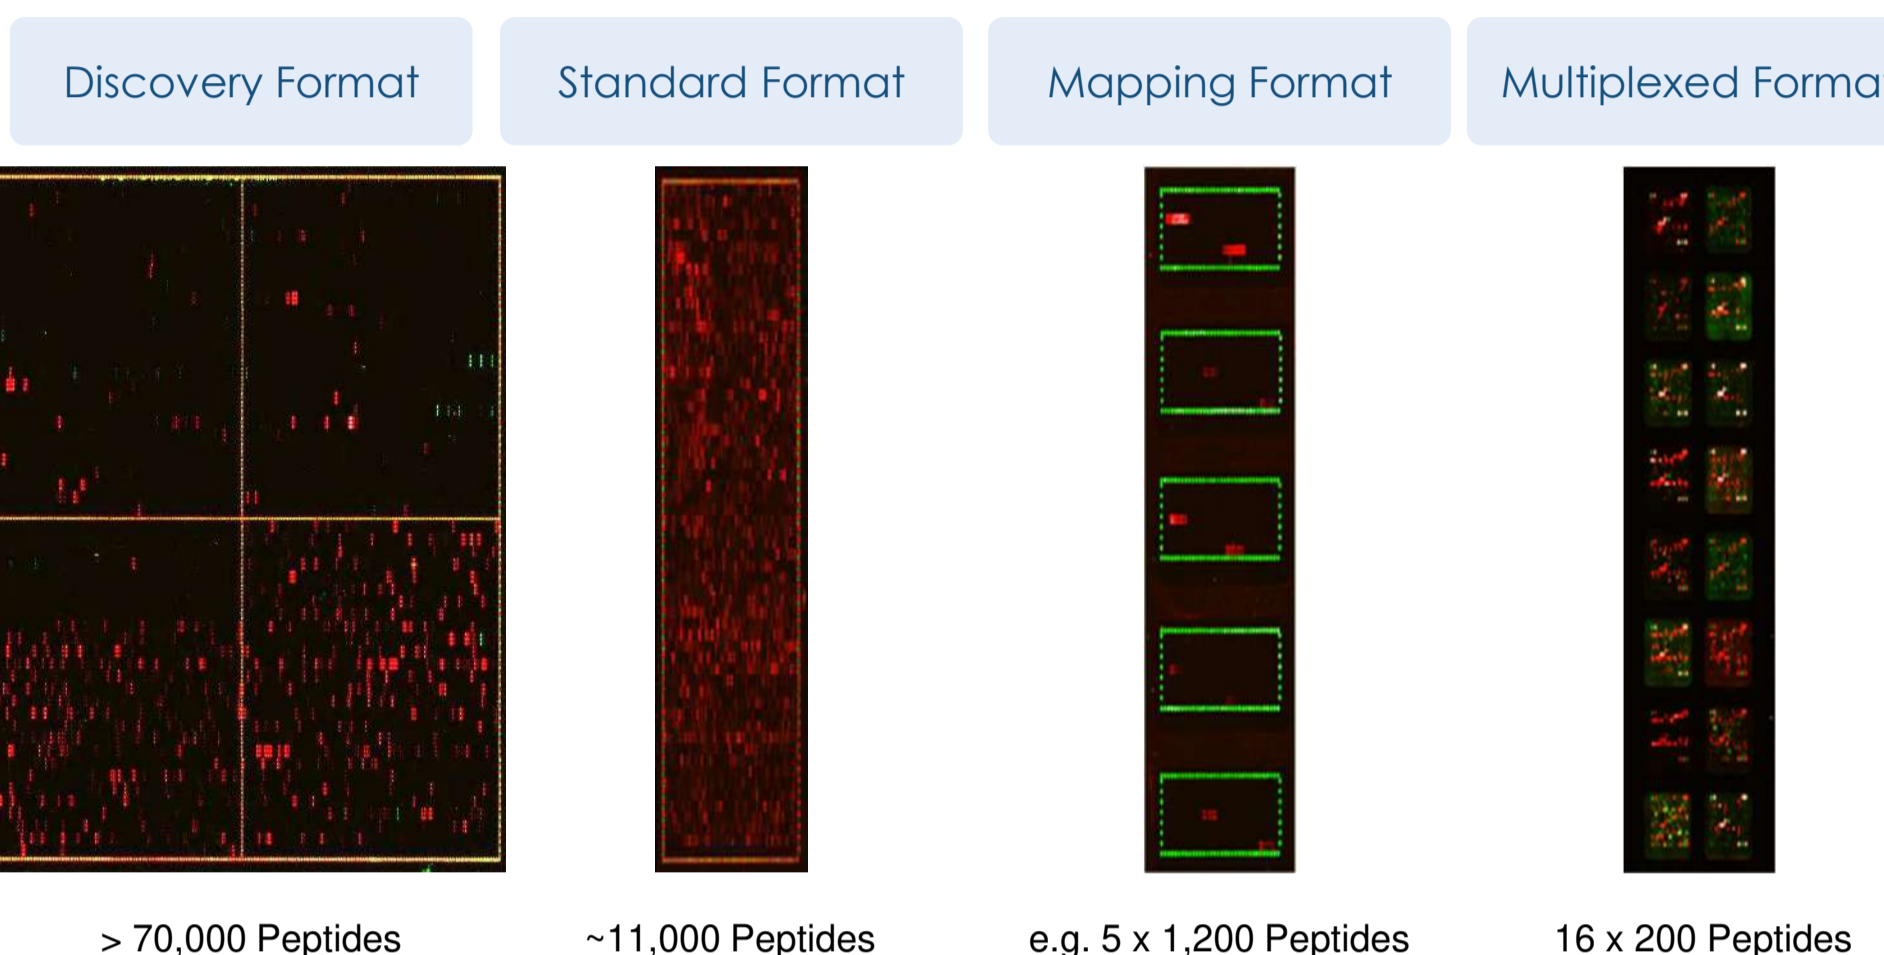 Discovery Format
Standard Format
Mapping Format
Multiplexed Forma
> 70,000 Peptides
~11,000 Peptides
e.g. 5 x 1,200 Peptides
16 x 200 Peptides